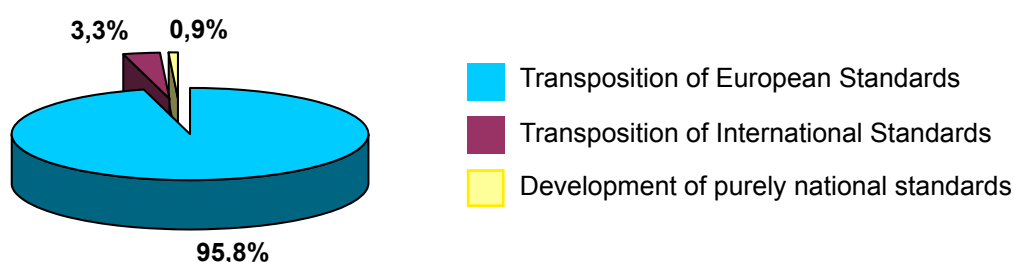 3,3%
0,9%
Transposition of European Standards
Transposition of International Standards
Development of purely national standards
95,8%